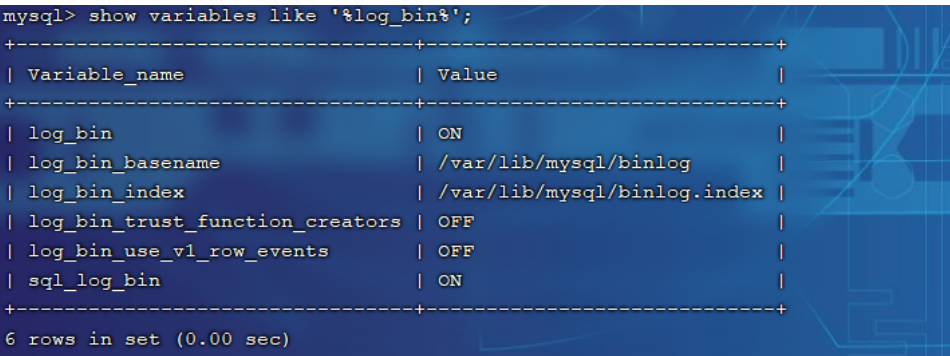 mysql> show variables like '%log_bin%';
+---------------------------------+-----------------------------+
| Variable_name                   | Value                       |
+---------------------------------+-----------------------------+
| log_bin                         | ON                          |
| log_bin_basename                | /var/lib/mysql/binlog       |
| log_bin_index                   | /var/lib/mysql/binlog.index |
| log_bin_trust_function_creators | OFF                         |
| log_bin_use_v1_row_events       | OFF                         |
| sql_log_bin                     | ON                          |
+---------------------------------+-----------------------------+
6 rows in set (0.00 sec)